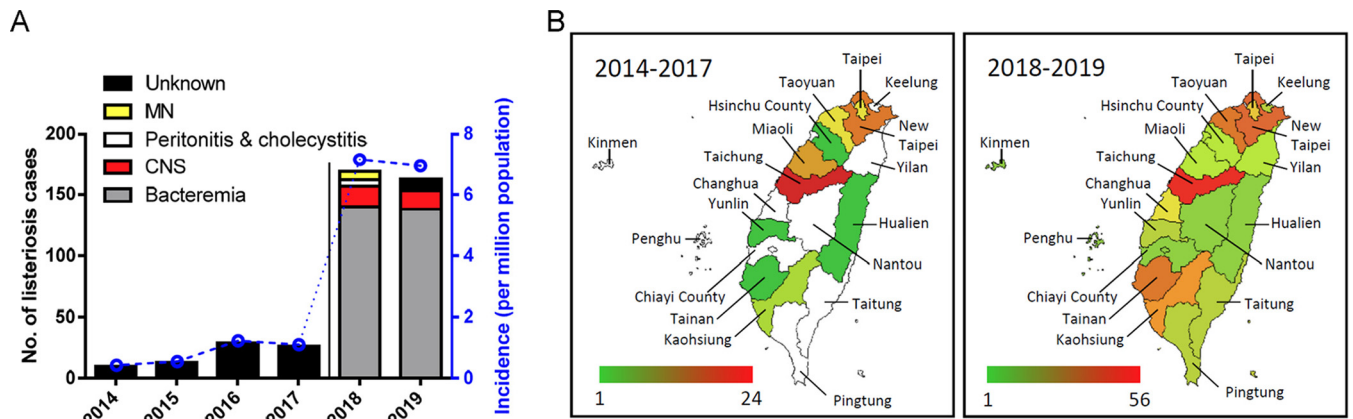 A
Unknown
MN
Peritonitis & cholecystitis
CNS
Bacteremia
No. of listeriosis cases
200
150
100
50
0
8
6
4
2
0
Incidence (per million population)
2014
2015
2016
2017
2018
2019
B
2014-2017
Taipei
Taoyuan
Keelung
Hsinchu County
Miaoli
New
Taipei
Kinmen
Taichung
Yilan
Changhua
Yunlin
Hualien
Penghu
Nantou
Chiayi County
Taitung
Tainan
Kaohsiung
Pingtung
1
24
2018-2019
Taipei
Taoyuan
Keelung
Hsinchu County
Miaoli
New
Taipei
Kinmen
Taichung
Yilan
Changhua
Yunlin
Hualien
Penghu
Nantou
Chiayi County
Taitung
Tainan
Kaohsiung
Pingtung
1
56